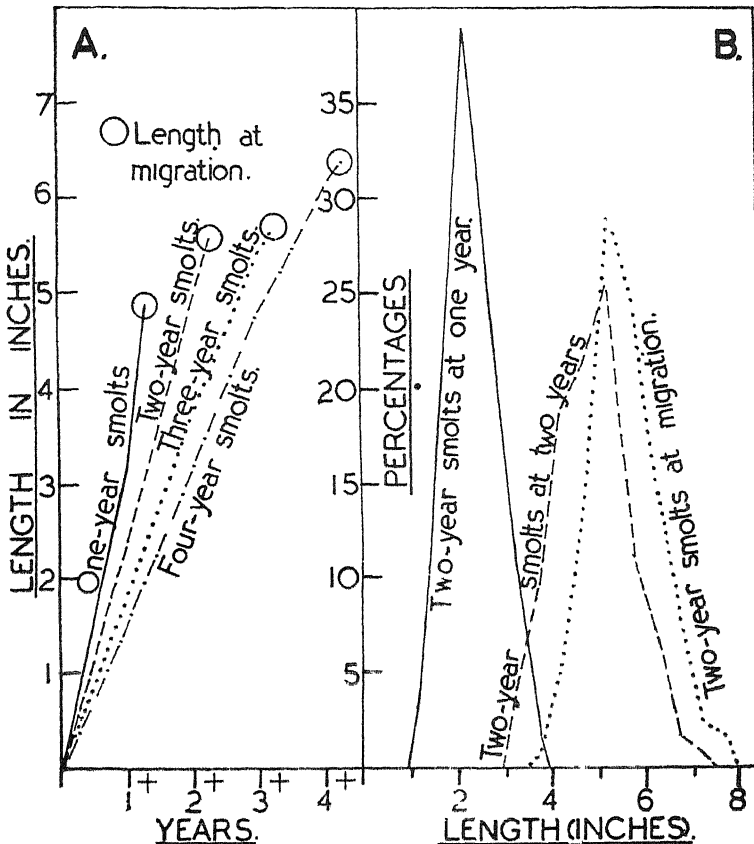 A.
7
6
5
4
3
2
1
LENGTH IN INCHES.
Length at
migration.
One-year smolts
Two-year smolts.
Three-year smolts.
Four-year smolts.
1+ 2+ 3+ 4+
YEARS.
B.
35
30
25
20
15
10
5
PERCENTAGES
Two-year smolts at one year.
Two-year smolts at two years
Two-year smolts at migration.
2 4 6 8
LENGTH (INCHES).